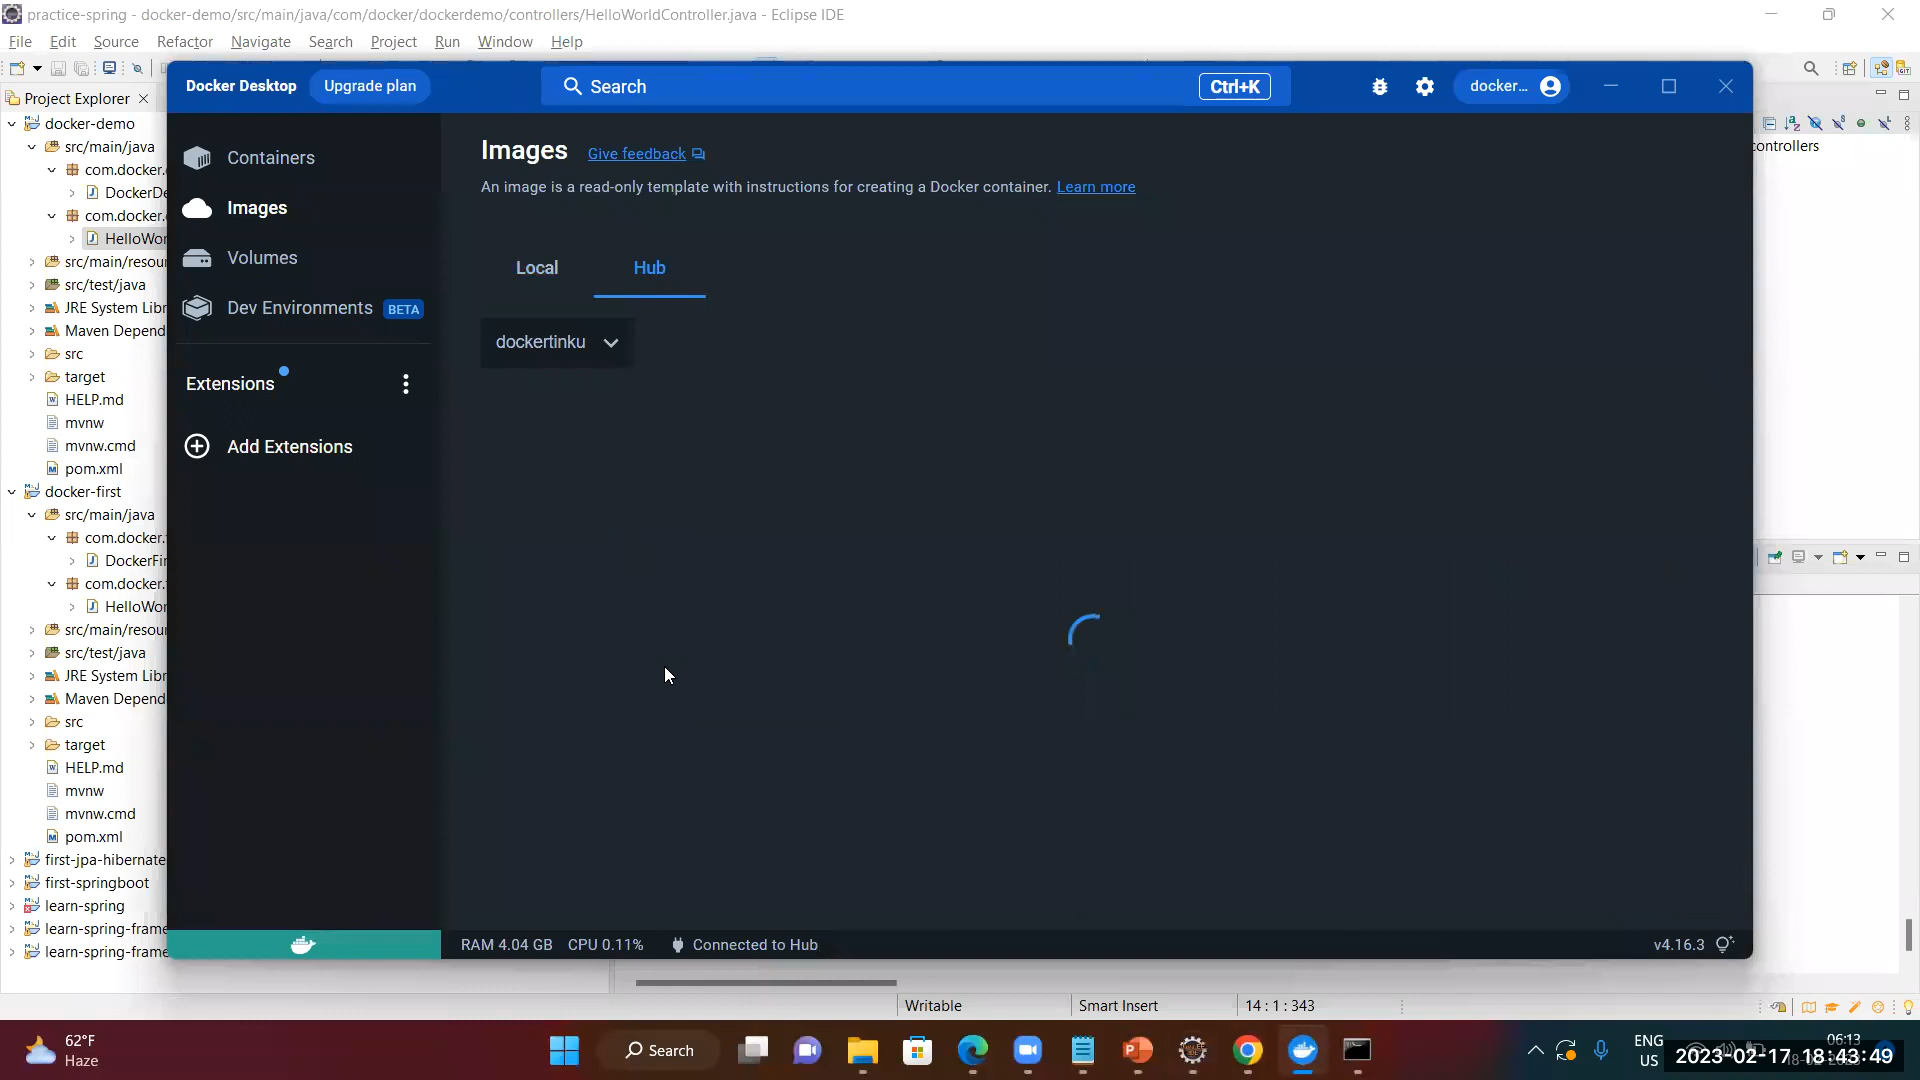 practice-spring - docker-demo/src/main/java/com/docker/dockerdemo/controllers/HelloWorldController.java - Eclipse IDE
File Edit Source Refactor Navigate Search Project Run Window Help
Docker Desktop Upgrade plan Search Ctrl+K docker...
Project Explorer
docker-demo
src/main/java
com.docker.
DockerDe
com.docker.
HelloWor
src/main/resour
src/test/java
JRE System Libr
Maven Depend
src
target
HELP.md
mvnw
mvnw.cmd
pom.xml
docker-first
src/main/java
com.docker.
DockerFir
com.docker.
HelloWor
src/main/resour
src/test/java
JRE System Libr
Maven Depend
src
target
HELP.md
mvnw
mvnw.cmd
pom.xml
first-jpa-hibernate
first-springboot
learn-spring
learn-spring-frame
learn-spring-frame
Containers
Images
Volumes
Dev Environments BETA
Extensions
Add Extensions
Images Give feedback
An image is a read-only template with instructions for creating a Docker container. Learn more
Local Hub
dockertinku
controllers
RAM 4.04 GB CPU 0.11% Connected to Hub v4.16.3
Writable Smart Insert 14 : 1 : 343
62°F
Haze
Search
ENG
US
06:13
2023-02-17 18:43:49